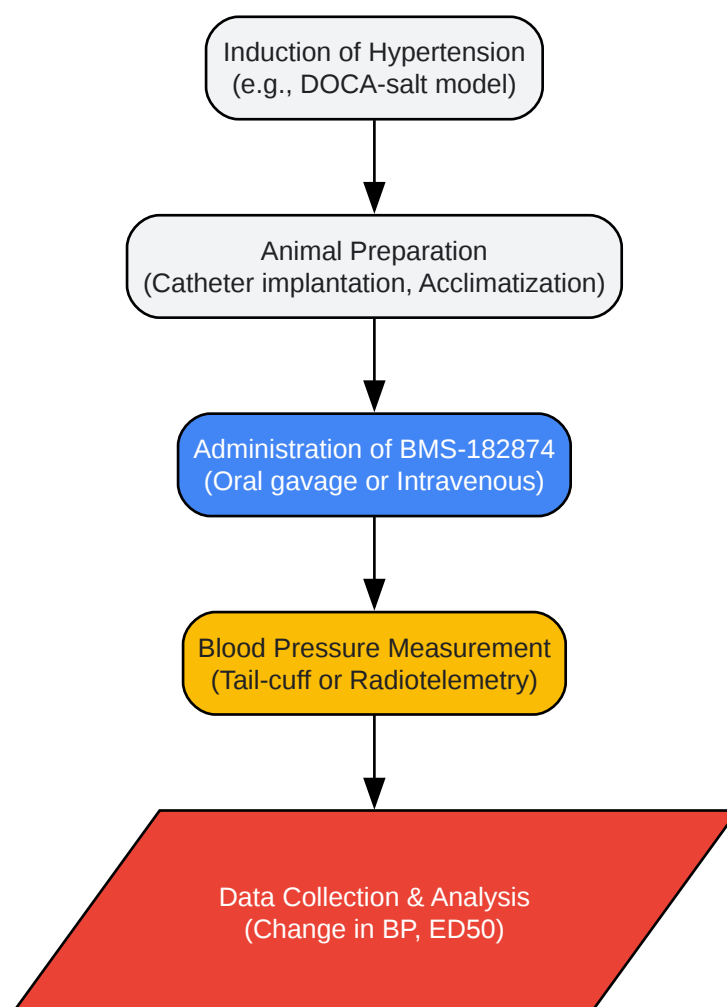 Induction of Hypertension
(e.g., DOCA-salt model)
Animal Preparation
(Catheter implantation, Acclimatization)
Administration of BMS-182874
(Oral gavage or Intravenous)
Blood Pressure Measurement
(Tail-cuff or Radiotelemetry)
Data Collection & Analysis
(Change in BP, ED50)